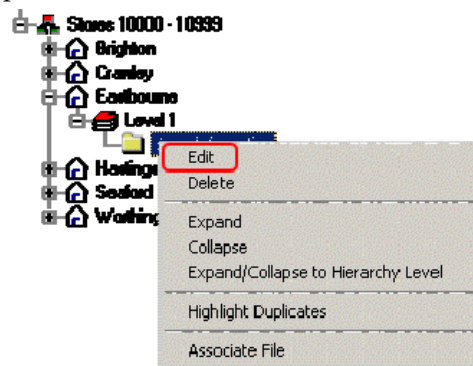 Stores 10000 - 10999
Brighton
Cranley
Eastbourne
Level 1
Edit
Hastings
Delete
Seaford
Worthing
Expand
Collapse
Expand/Collapse to Hierarchy Level
Highlight Duplicates
Associate File